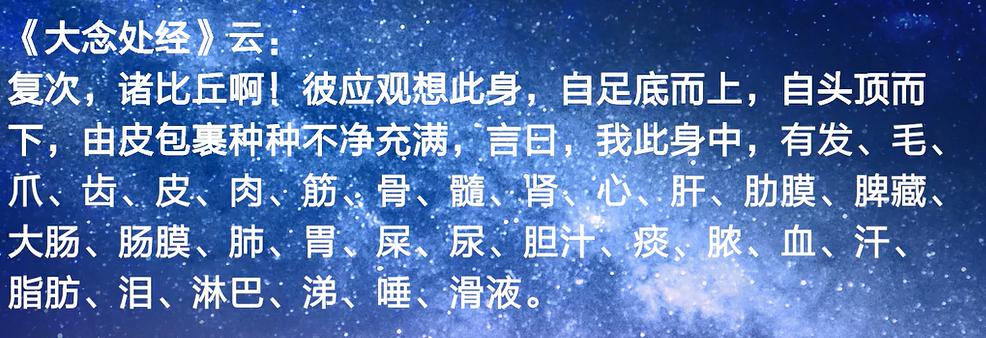 《大念处经》云：
复次，诸比丘啊！彼应观想此身，自足底而上，自头顶而
下，由皮包裹种种不净充满，言曰，我此身中，有发、毛、
爪、齿、皮、肉、筋、骨、髓、肾、心、肝、肋膜、脾藏、
大肠、肠膜、肺、胃、屎、尿、胆汁、痰、脓、血、汗、
脂肪、泪、淋巴、涕、唾、滑液。